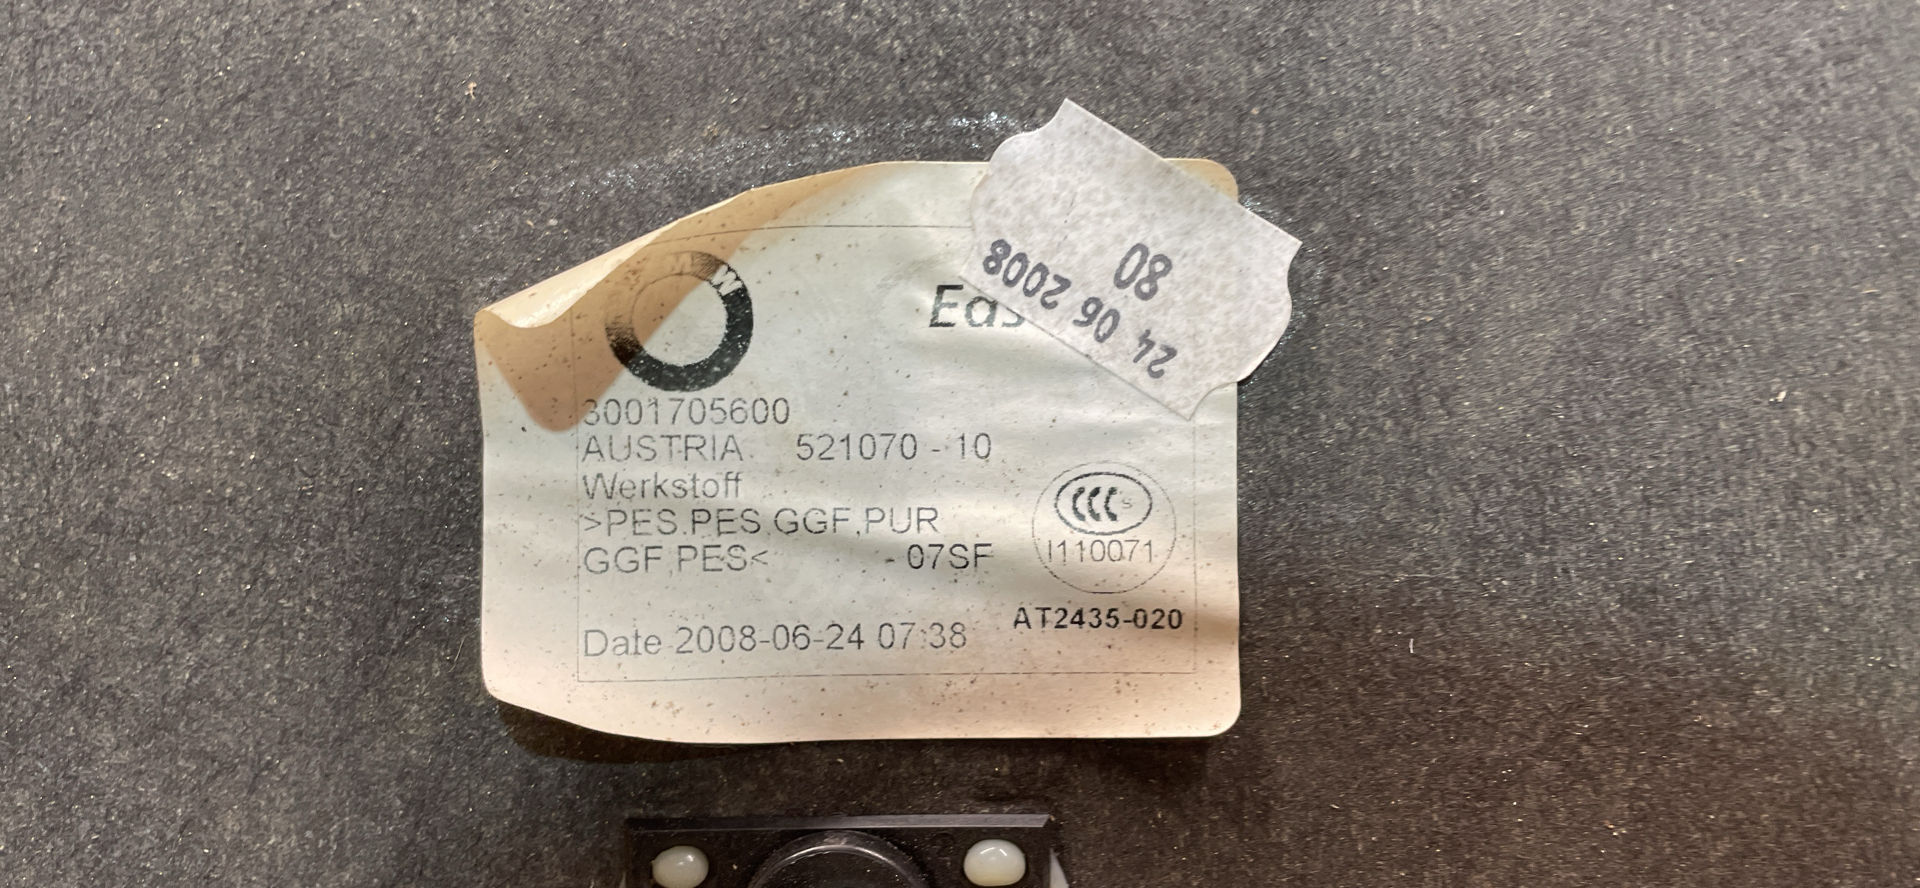 24 06 2008
80
3001705600
AUSTRIA 521070 - 10
Werkstoff
>PES,PES,GGF,PUR
GGF,PES< - 07SF
CCC S
I110071
AT2435-020
Date 2008-06-24 07:38